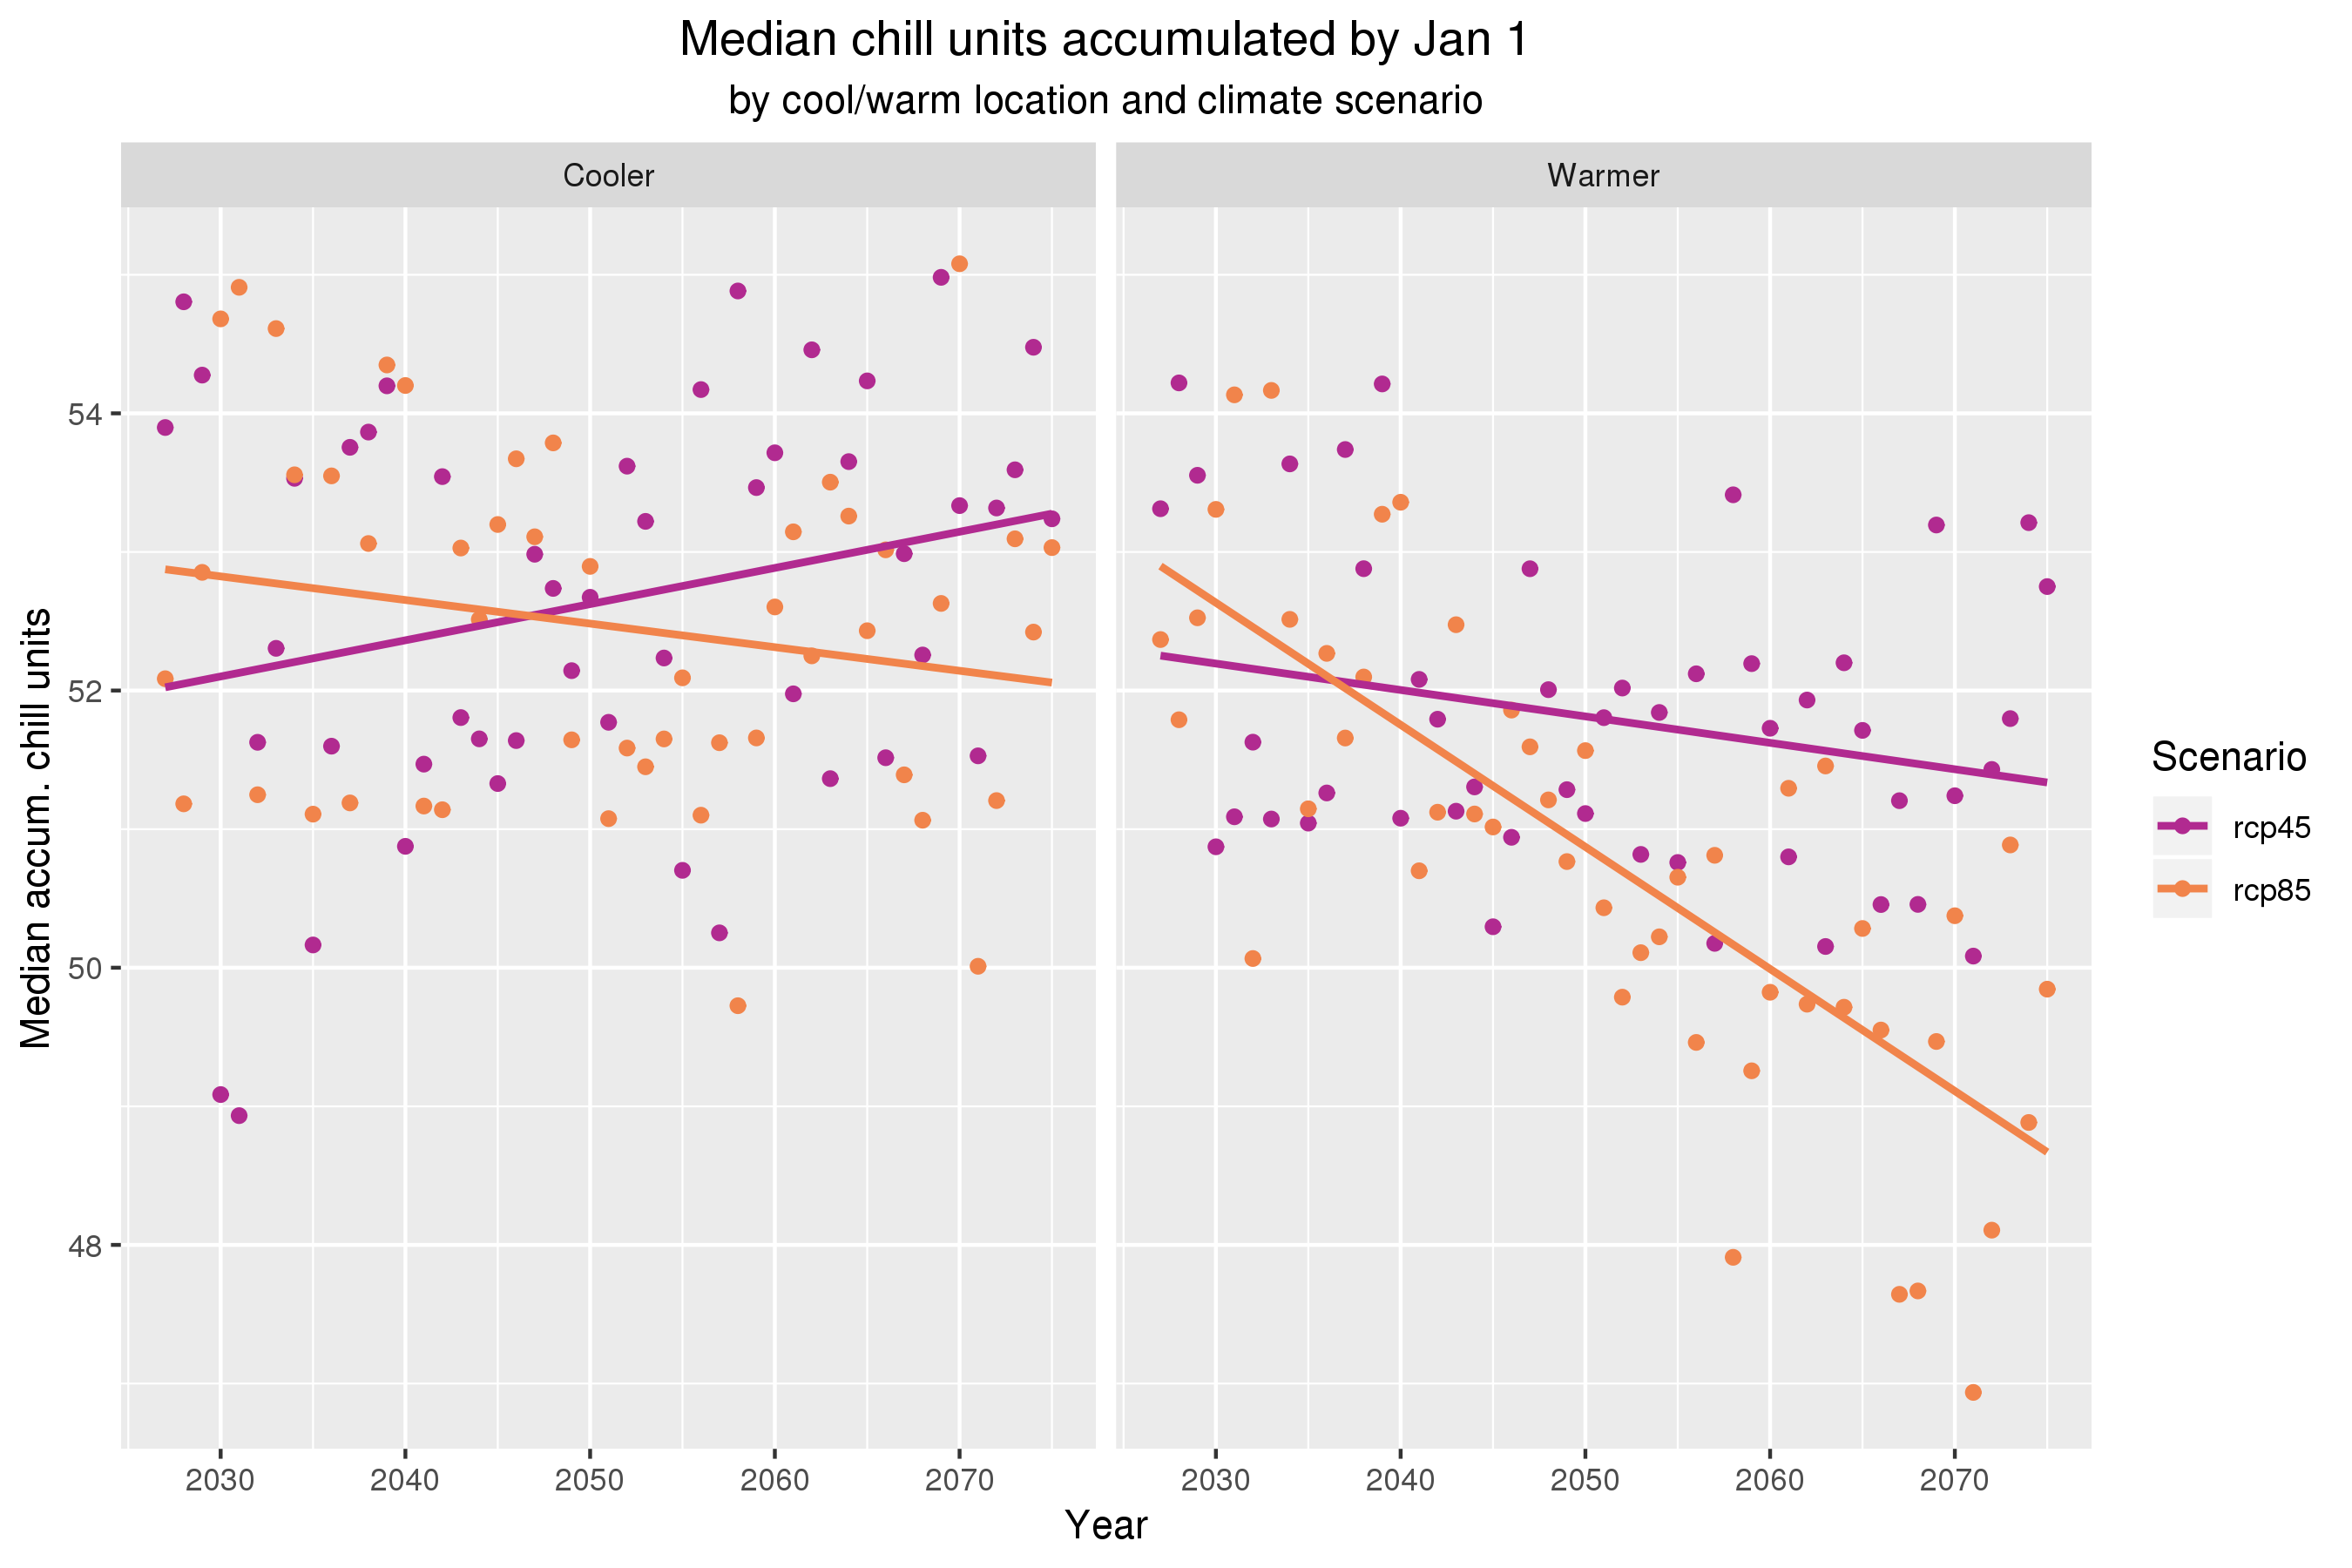 Median chill units accumulated by Jan 1
by cool/warm location and climate scenario
Cooler
Warmer
Median accum. chill units
54
52
50
48
2030
2040
2050
2060
2070
2030
2040
2050
2060
2070
Year
Scenario
rcp45
rcp85